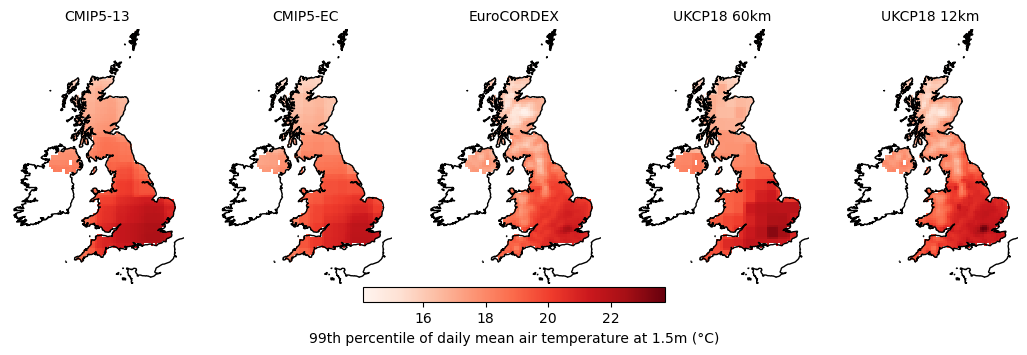 CMIP5-13 CMIP5-EC EuroCORDEX UKCP18 60km UKCP18 12km
16 18 20 22
99th percentile of daily mean air temperature at 1.5m (°C)